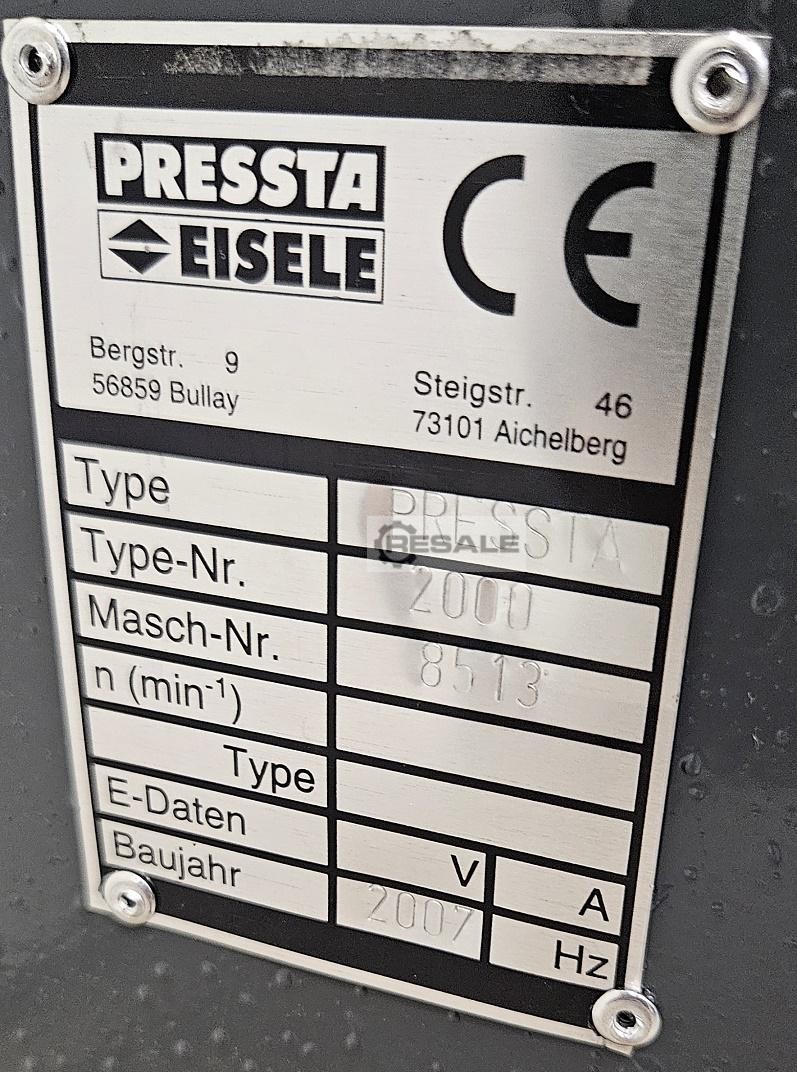 PRESSTA
EISELE
CE
Bergstr. 9
56859 Bullay
Steigstr. 46
73101 Aichelberg
Type PRESSTA
RESALE
Type-Nr. 2000
Masch-Nr. 8513
n (min-1)
Type
E-Daten V A
Baujahr 2007 Hz